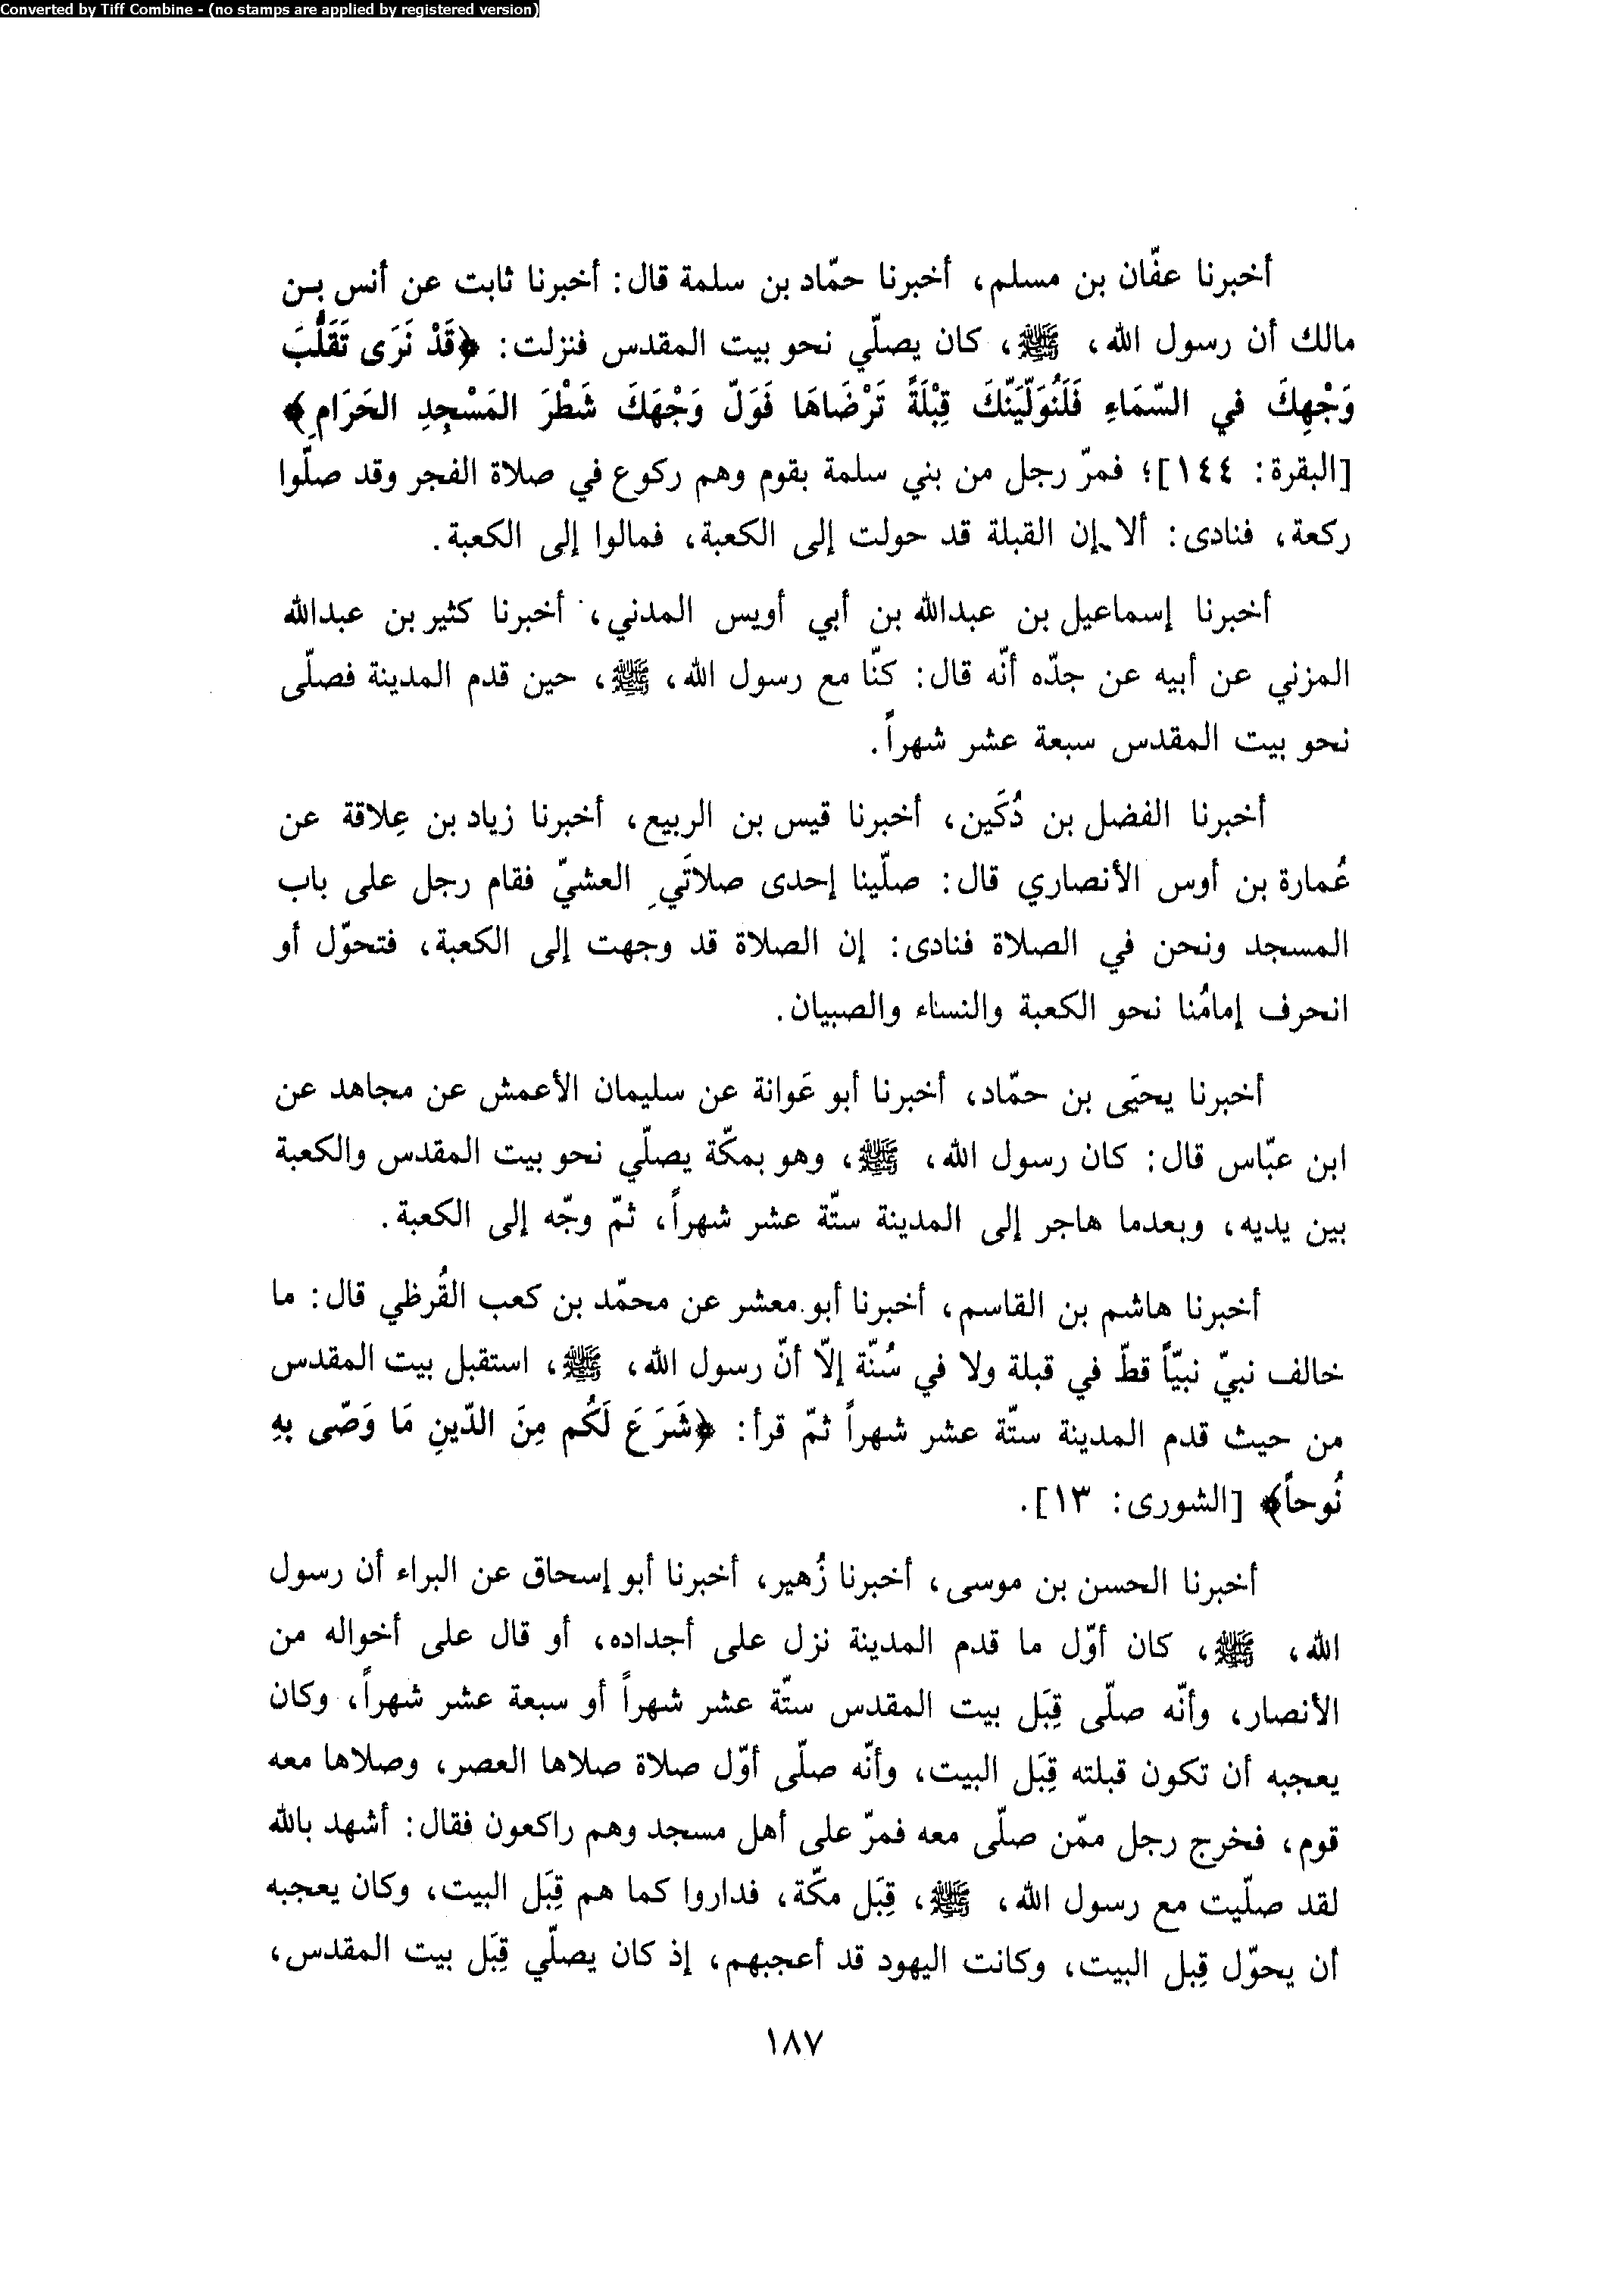 Converted by Tiff Combine - (no stamps are applied by registered version)
أخبرنا عفّان بن مسلم، أخبرنا حمّاد بن سلمة قال: أخبرنا ثابت عن أنس بن
مالك أن رسول الله، ﷺ، كان يصلّي نحو بيت المقدس فنزلت: ﴿قَدْ نَرَى تَقَلُّبَ
وَجْهِكَ في السّمَاءِ فَلَنُوَلّيَنّكَ قِبْلَةً تَرْضَاهَا فَوَلّ وَجْهَكَ شَطْرَ المَسْجِدِ الحَرَامِ﴾
[البقرة: ١٤٤]؛ فمرّ رجل من بني سلمة بقوم وهم ركوع في صلاة الفجر وقد صلّوا
ركعة، فنادى: ألا إن القبلة قد حولت إلى الكعبة، فمالوا إلى الكعبة.
أخبرنا إسماعيل بن عبدالله بن أبي أويس المدني، أخبرنا كثير بن عبدالله
المزني عن أبيه عن جدّه أنّه قال: كنّا مع رسول الله، ﷺ، حين قدم المدينة فصلّى
نحو بيت المقدس سبعة عشر شهراً.
أخبرنا الفضل بن دُكَين، أخبرنا قيس بن الربيع، أخبرنا زياد بن عِلاقة عن
عُمارة بن أوس الأنصاري قال: صلّينا إحدى صلاتَيِ العشيّ فقام رجل على باب
المسجد ونحن في الصلاة فنادى: إن الصلاة قد وجهت إلى الكعبة، فتحوّل أو
انحرف إمامُنا نحو الكعبة والنساء والصبيان.
أخبرنا يحيَى بن حمّاد، أخبرنا أبو عَوانة عن سليمان الأعمش عن مجاهد عن
ابن عبّاس قال: كان رسول الله، ﷺ، وهو بمكّة يصلّي نحو بيت المقدس والكعبة
بين يديه، وبعدما هاجر إلى المدينة ستّة عشر شهراً، ثمّ وجّه إلى الكعبة.
أخبرنا هاشم بن القاسم، أخبرنا أبو معشر عن محمّد بن كعب القُرظي قال: ما
خالف نبيّ نبيّاً قطّ في قبلة ولا في سُنّة إلاّ أنّ رسول الله، ﷺ، استقبل بيت المقدس
من حيث قدم المدينة ستّة عشر شهراً ثمّ قرأ: ﴿شَرَعَ لَكُم مِنَ الدّينِ مَا وَصّى بهِ
نُوحاً﴾ [الشورى: ١٣].
أخبرنا الحسن بن موسى، أخبرنا زُهير، أخبرنا أبو إسحاق عن البراء أن رسول
الله، ﷺ، كان أوّل ما قدم المدينة نزل على أجداده، أو قال على أخواله من
الأنصار، وأنّه صلّى قِبَل بيت المقدس ستّة عشر شهراً أو سبعة عشر شهراً، وكان
يعجبه أن تكون قبلته قِبَل البيت، وأنّه صلّى أوّل صلاة صلاها العصر، وصلاها معه
قوم، فخرج رجل ممّن صلّى معه فمرّ على أهل مسجد وهم راكعون فقال: أشهد بالله
لقد صلّيت مع رسول الله، ﷺ، قِبَل مكّة، فداروا كما هم قِبَل البيت، وكان يعجبه
أن يحوّل قِبل البيت، وكانت اليهود قد أعجبهم، إذ كان يصلّي قِبَل بيت المقدس،
١٨٧